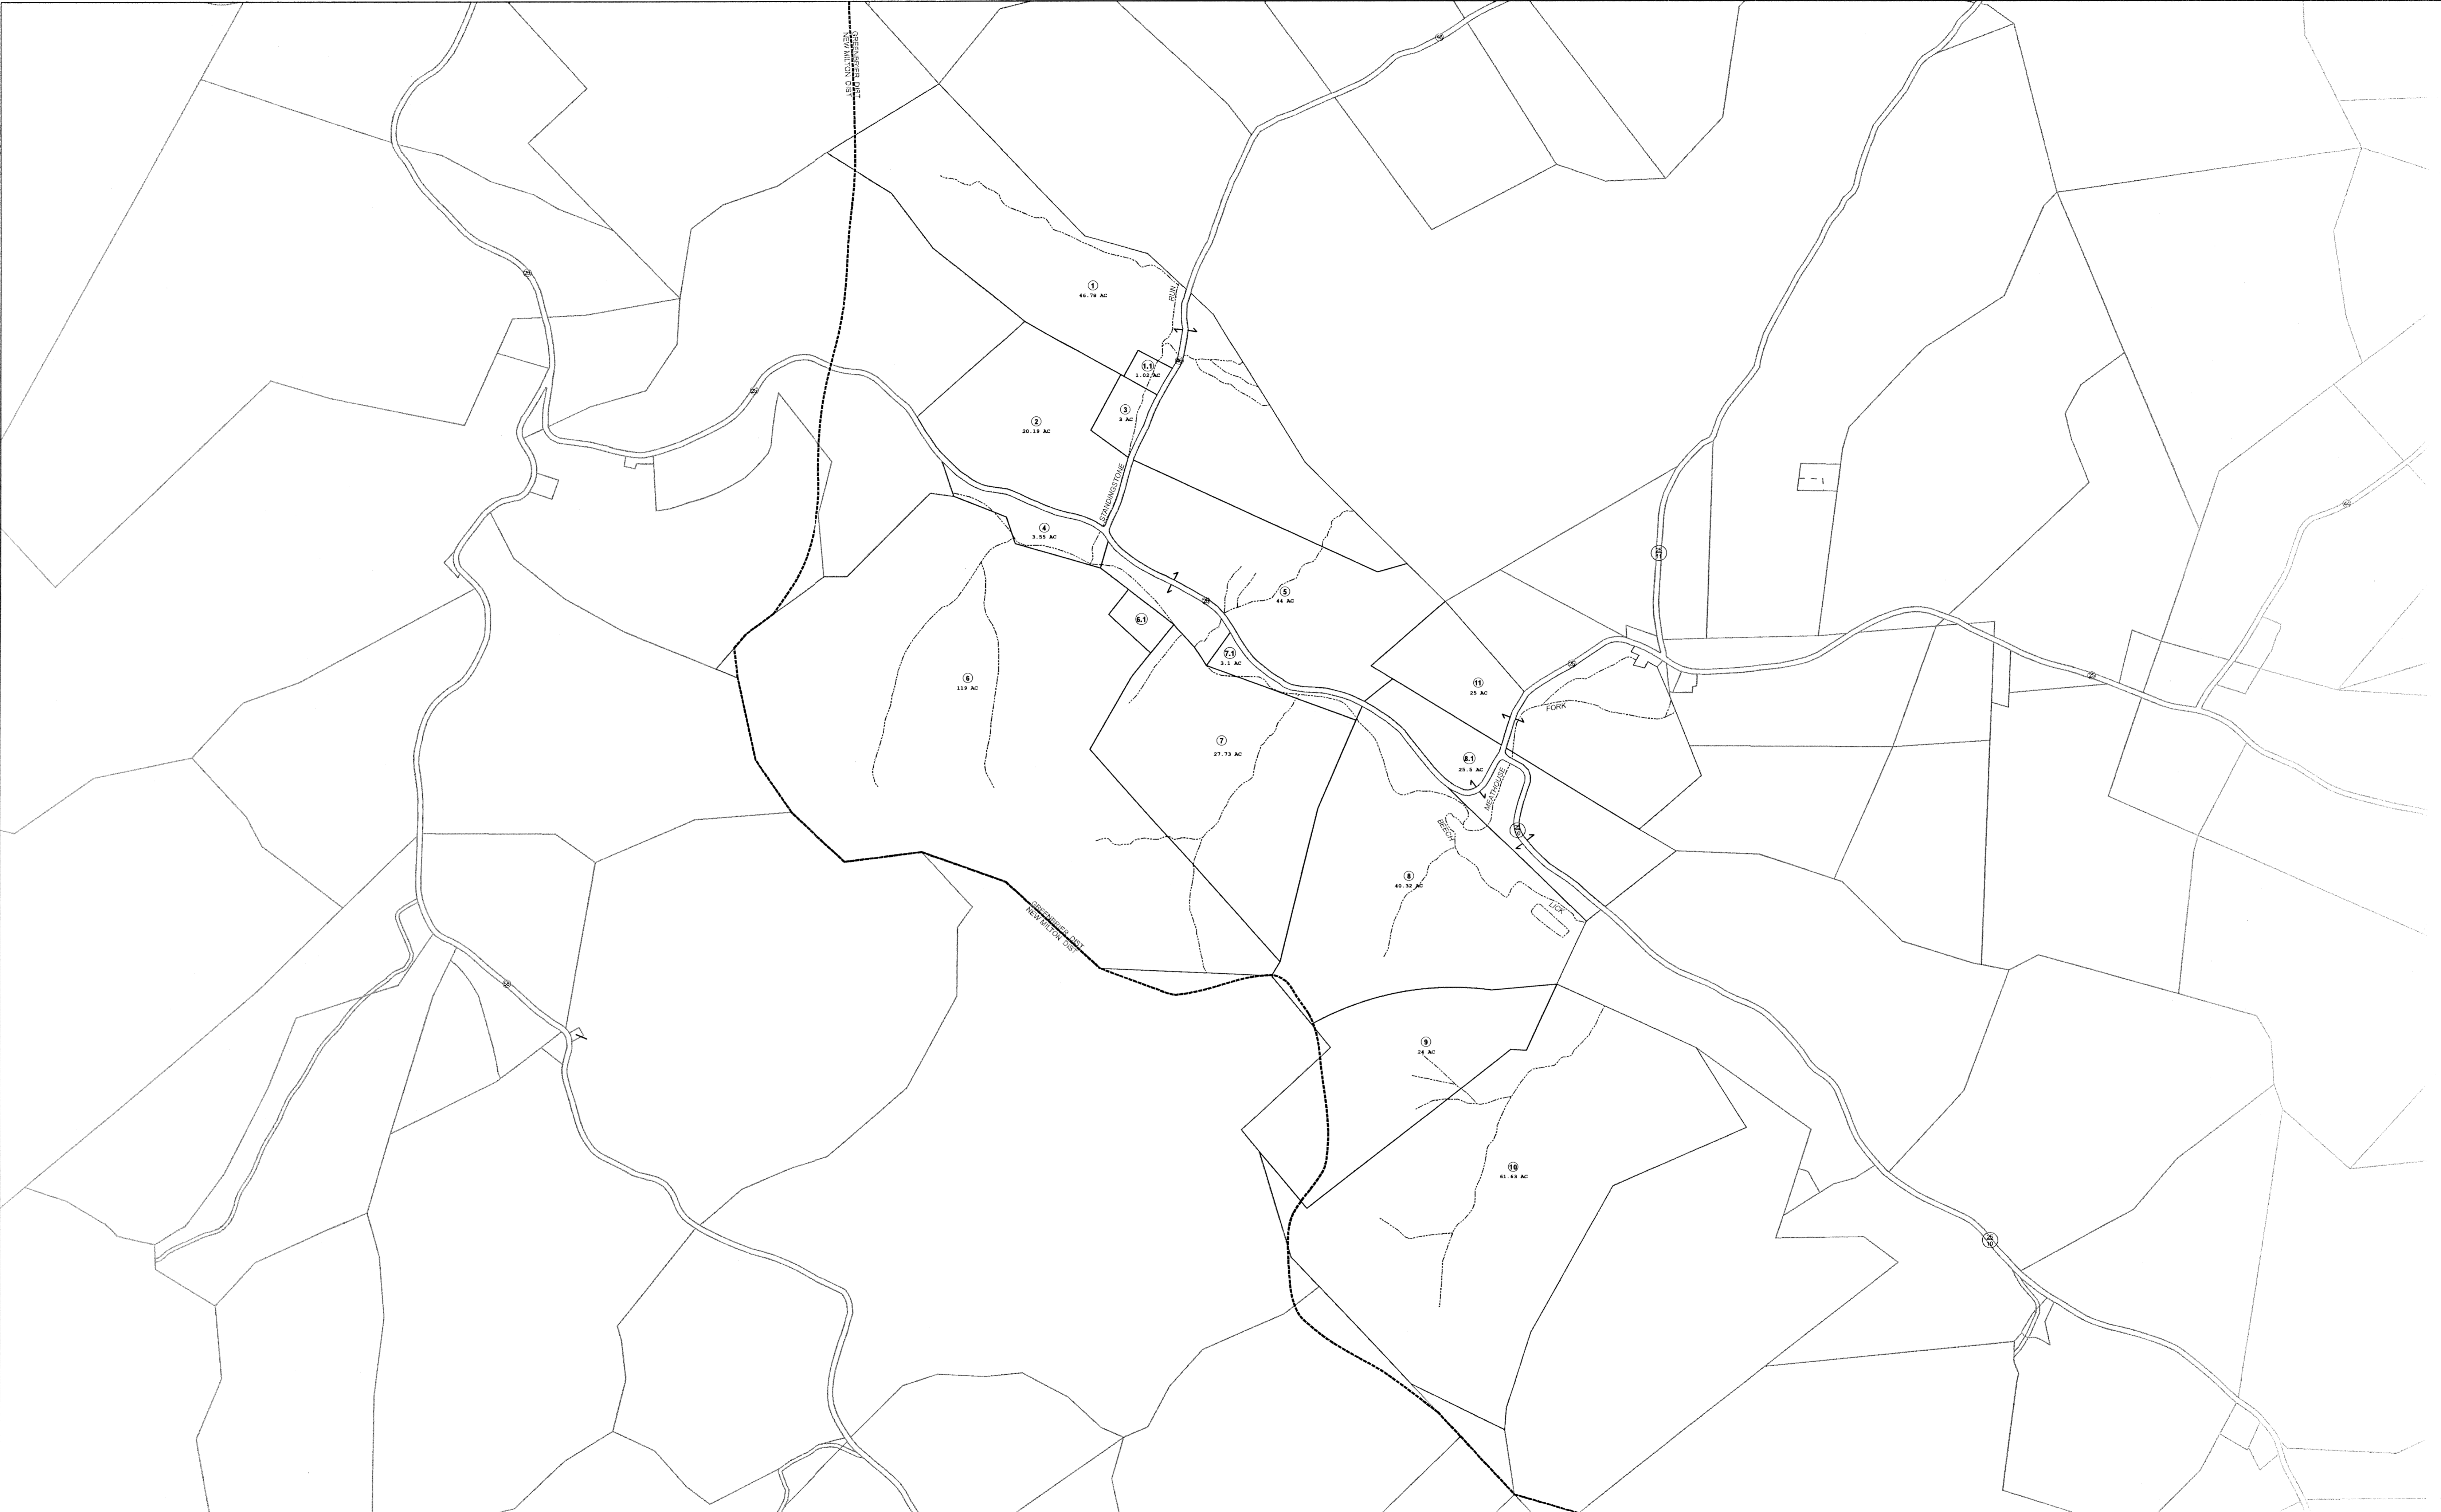 GREENBRIER DIST
NEW MILTON DIST
25
1
46.78 AC
RUN
1.1
1.02 AC
3
3 AC
2
20.19 AC
STANDINGSTONE
4
3.55 AC
5
44 AC
6.1
7.1
3.1 AC
6
119 AC
11
25 AC
FORK
7
27.73 AC
8.1
25.5 AC
MEATHOUSE
BEECH
8
40.32 AC
LICK
GREENBRIER DIST
NEW MILTON DIST
9
24 AC
10
61.63 AC
25
10